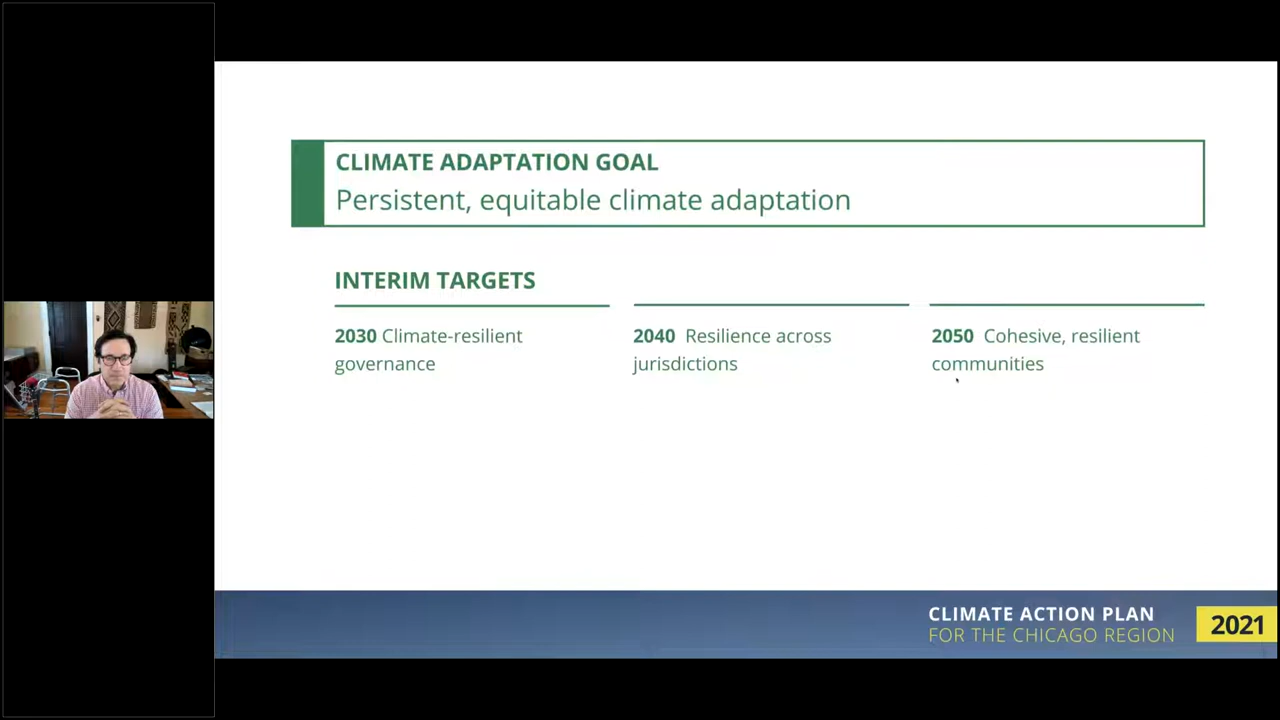 CLIMATE ADAPTATION GOAL
Persistent, equitable climate adaptation
INTERIM TARGETS
2030 Climate-resilient
governance
2040 Resilience across
jurisdictions
2050 Cohesive, resilient
communities
CLIMATE ACTION PLAN
FOR THE CHICAGO REGION
2021